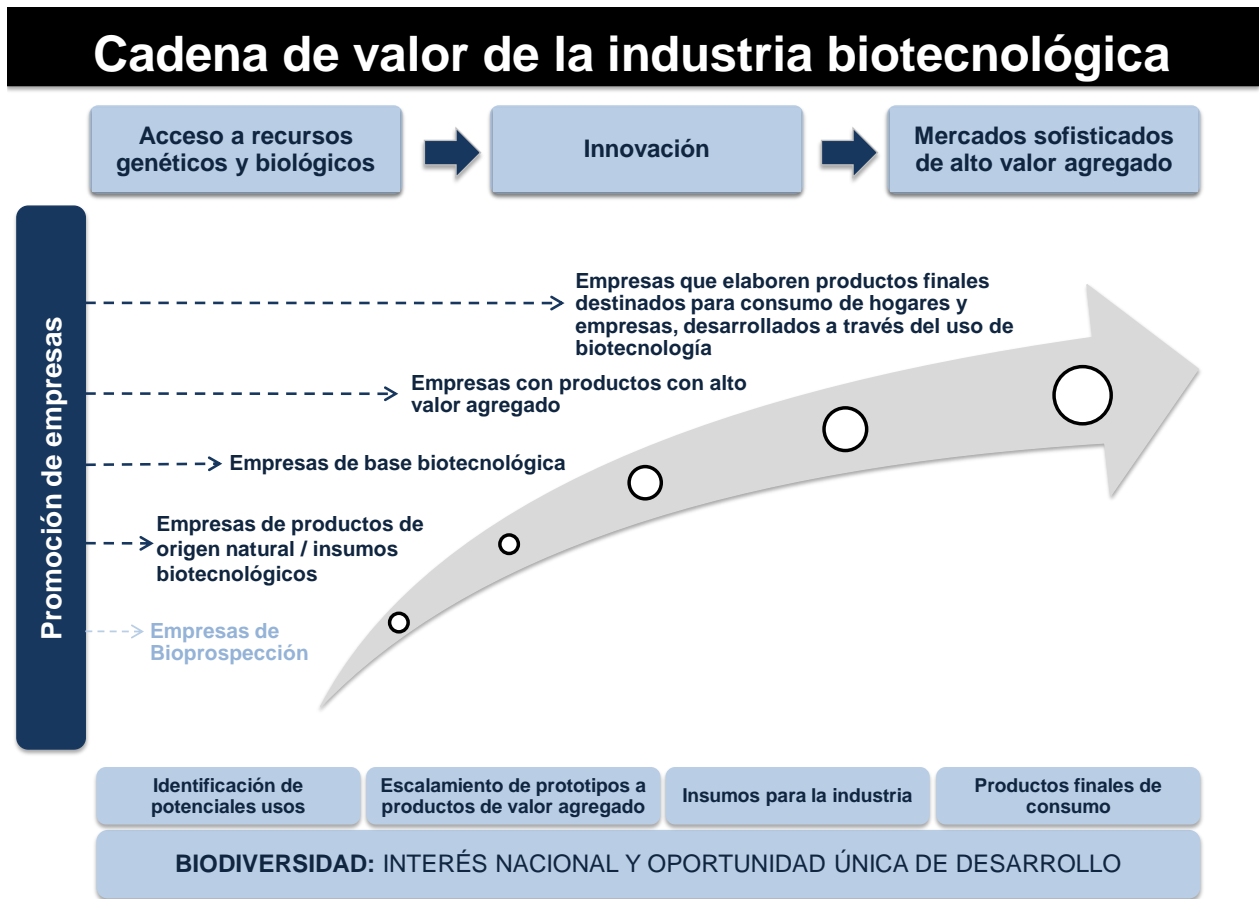 Cadena de valor de la industria biotecnológica
Acceso a recursos
genéticos y biológicos
Innovación
Mercados sofisticados
de alto valor agregado
Promoción de empresas
Empresas que elaboren productos finales
destinados para consumo de hogares y
empresas, desarrollados a través del uso de
biotecnología
Empresas con productos con alto
valor agregado
Empresas de base biotecnológica
Empresas de productos de
origen natural / insumos
biotecnológicos
Empresas de
Bioprospección
Identificación de
potenciales usos
Escalamiento de prototipos a
productos de valor agregado
Insumos para la industria
Productos finales de
consumo
BIODIVERSIDAD: INTERÉS NACIONAL Y OPORTUNIDAD ÚNICA DE DESARROLLO